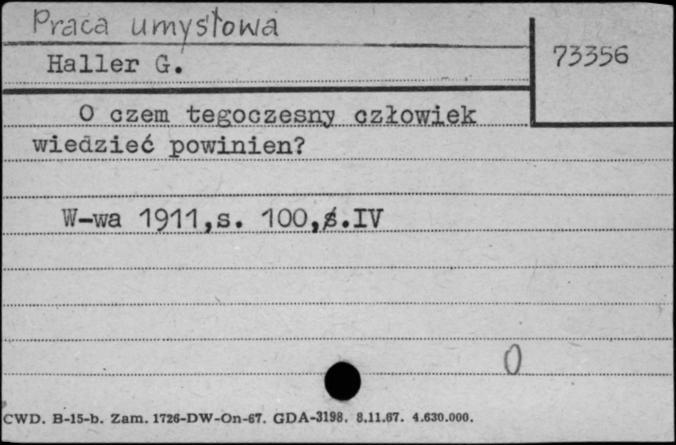 Praca umysłowa
Haller G.
73356
O czem tegoczesny człowiek
wiedzieć powinien?
W-wa 1911,s. 100,s.IV
0
CWD. B-15-b. Zam. 1726-DW-On-67. GDA-3198. 8.11.67. 4.630.000.